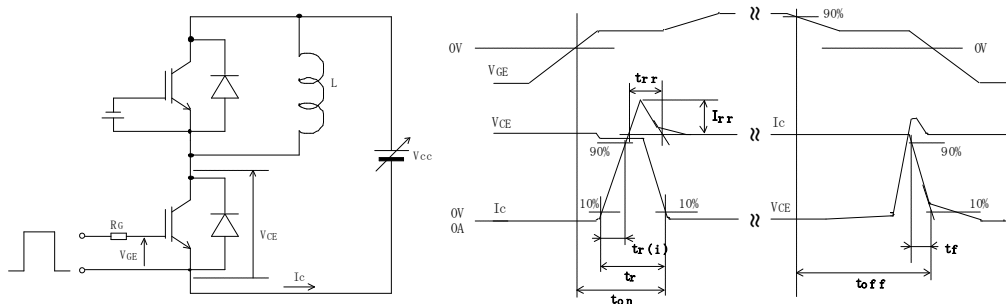 L
Vcc
RG
VGE
VCE
Ic
0V
VGE
trr
Irr
VCE
90%
10%
10%
0V
0A
Ic
tr(i)
tr
ton
90%
0V
Ic
90%
VCE
10%
tf
toff